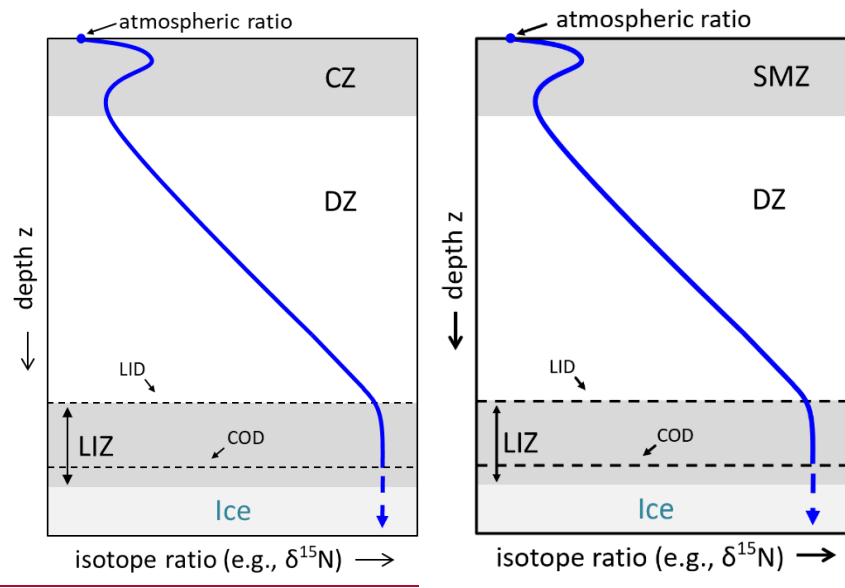 atmospheric ratio
CZ
DZ
depth z
LID
COD
LIZ
Ice
isotope ratio (e.g., δ¹⁵N)
atmospheric ratio
SMZ
DZ
depth z
LID
COD
LIZ
Ice
isotope ratio (e.g., δ¹⁵N)